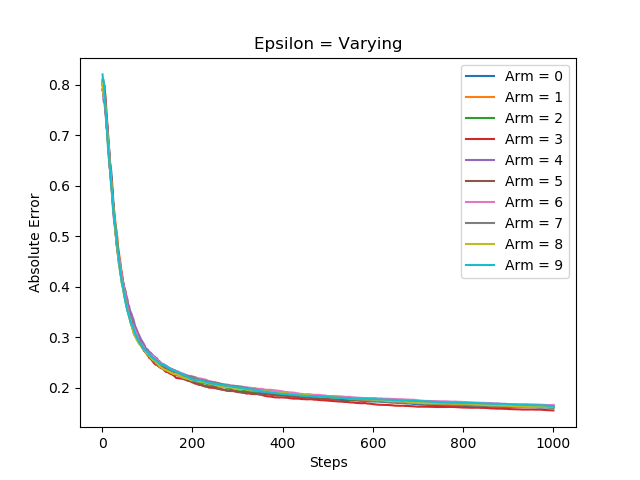 Epsilon = Varying
Absolute Error
0.8
0.7
0.6
0.5
0.4
0.3
0.2
Arm = 0
Arm = 1
Arm = 2
Arm = 3
Arm = 4
Arm = 5
Arm = 6
Arm = 7
Arm = 8
Arm = 9
0 200 400 600 800 1000
Steps